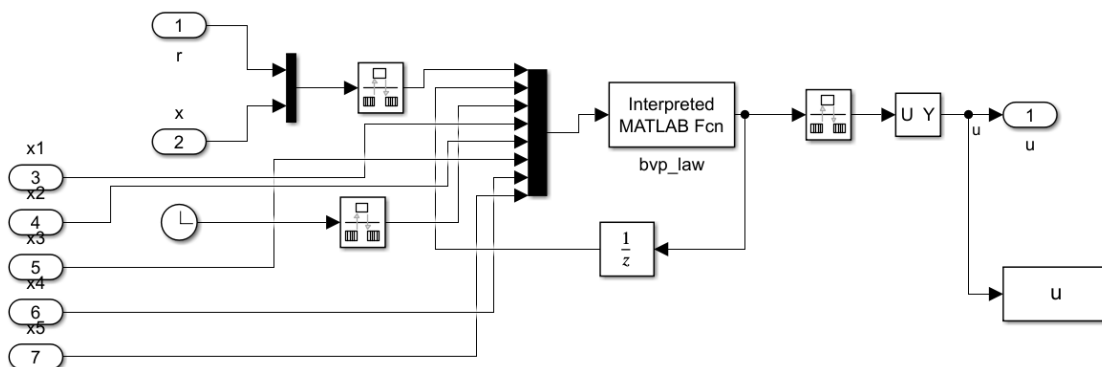 1
r
x
2
x1
3
x2
4
x3
5
x4
6
x5
7
Interpreted
MATLAB Fcn
bvp_law
1
z
U Y
u
1
u
u